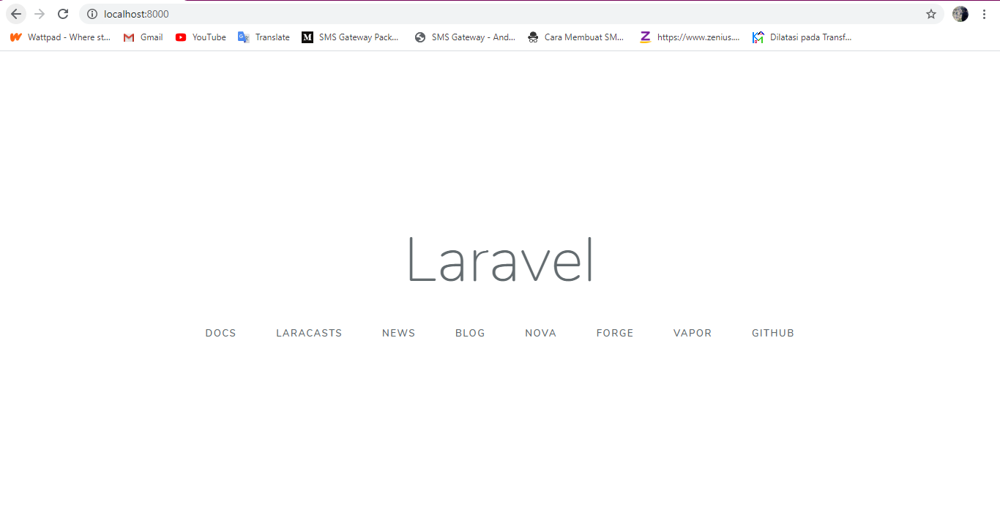 localhost:8000
Wattpad - Where st... Gmail YouTube Translate SMS Gateway Pack... SMS Gateway - And... Cara Membuat SM... https://www.zenius.... Dilatasi pada Transf...
Laravel
DOCS LARACASTS NEWS BLOG NOVA FORGE VAPOR GITHUB